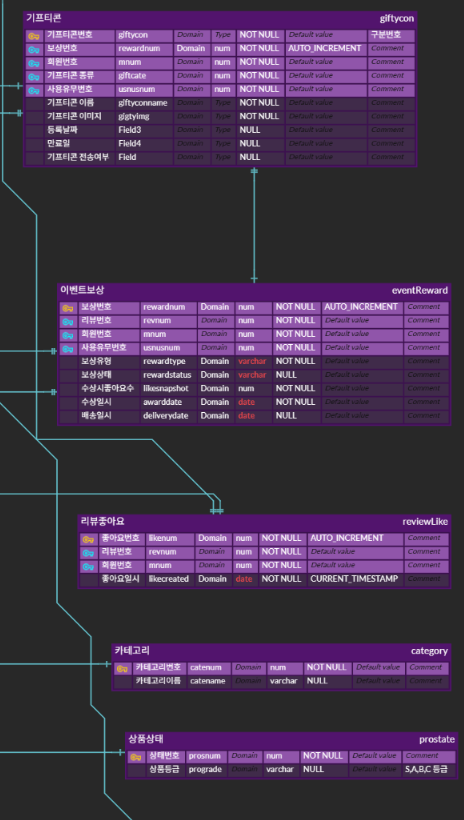 기프티콘 giftycon
기프티콘번호 giftycon Domain Type NOT NULL Default value 구분번호
보상번호 rewardnum Domain num NOT NULL AUTO_INCREMENT Comment
회원번호 mnum Domain num NOT NULL Default value Comment
기프티콘 종류 giftcate Domain num NOT NULL Default value Comment
사용유무번호 usnusnum Domain num NOT NULL Default value Comment
기프티콘 이름 giftyconname Domain Type NOT NULL Default value Comment
기프티콘 이미지 gigtyimg Domain Type NOT NULL Default value Comment
등록날짜 Field3 Domain Type NULL Default value Comment
만료일 Field4 Domain Type NULL Default value Comment
기프티콘 전송여부 Field Domain Type NULL Default value Comment
이벤트보상 eventReward
보상번호 rewardnum Domain num NOT NULL AUTO_INCREMENT Comment
리뷰번호 revnum Domain num NOT NULL Default value Comment
회원번호 mnum Domain num NOT NULL Default value Comment
사용유무번호 usnusnum Domain num NOT NULL Default value Comment
보상유형 rewardtype Domain varchar NOT NULL Default value Comment
보상상태 rewardstatus Domain varchar NULL Default value Comment
수상시좋아요수 likesnapshot Domain num NOT NULL Default value Comment
수상일시 awarddate Domain date NOT NULL Default value Comment
배송일시 deliverydate Domain date NULL Default value Comment
리뷰좋아요 reviewLike
좋아요번호 likenum Domain num NOT NULL AUTO_INCREMENT Comment
리뷰번호 revnum Domain num NOT NULL Default value Comment
회원번호 mnum Domain num NOT NULL Default value Comment
좋아요일시 likecreated Domain date NOT NULL CURRENT_TIMESTAMP Comment
카테고리 category
카테고리번호 catenum Domain num NOT NULL Default value Comment
카테고리이름 catename Domain varchar NULL Default value Comment
상품상태 prostate
상태번호 prosnum Domain num NOT NULL Default value Comment
상품등급 prograde Domain varchar NULL Default value S,A,B,C 등급